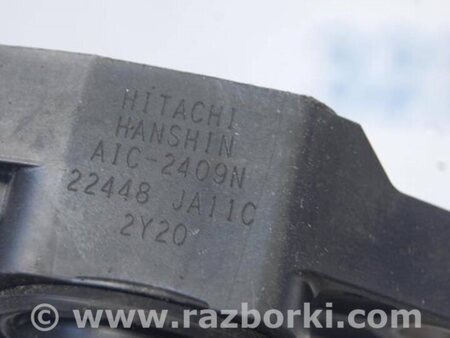 HITACHI
HANSHIN
AIC-2409N
22448 JA11C
2Y20
© www.razborki.com